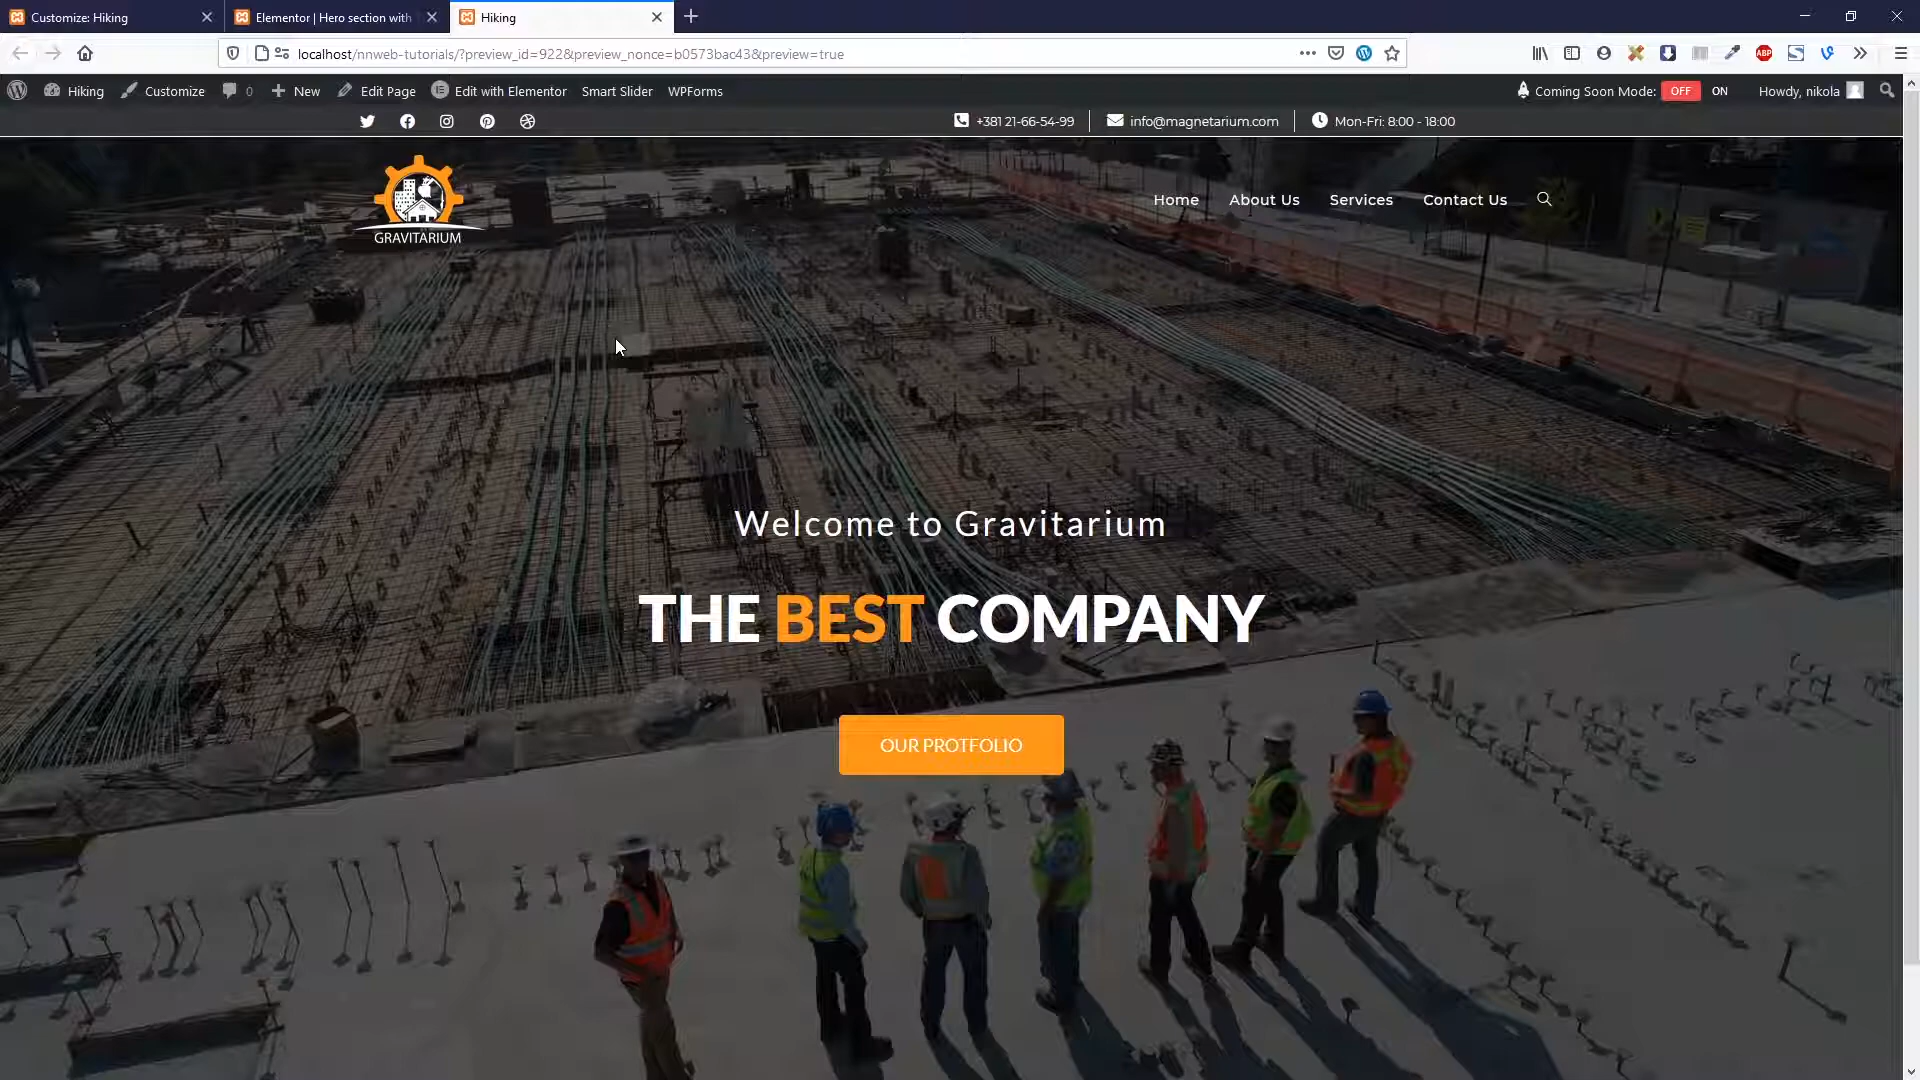 Customize: Hiking
Elementor | Hero section with
Hiking
localhost/nnweb-tutorials/?preview_id=922&preview_nonce=b0573bac43&preview=true
ABP
Hiking Customize 0 New Edit Page Edit with Elementor Smart Slider WPForms
Coming Soon Mode: OFF ON Howdy, nikola
+381 21-66-54-99 info@magnetarium.com Mon-Fri: 8:00 - 18:00
GRAVITARIUM
Home About Us Services Contact Us
Welcome to Gravitarium
THE BEST COMPANY
OUR PROTFOLIO